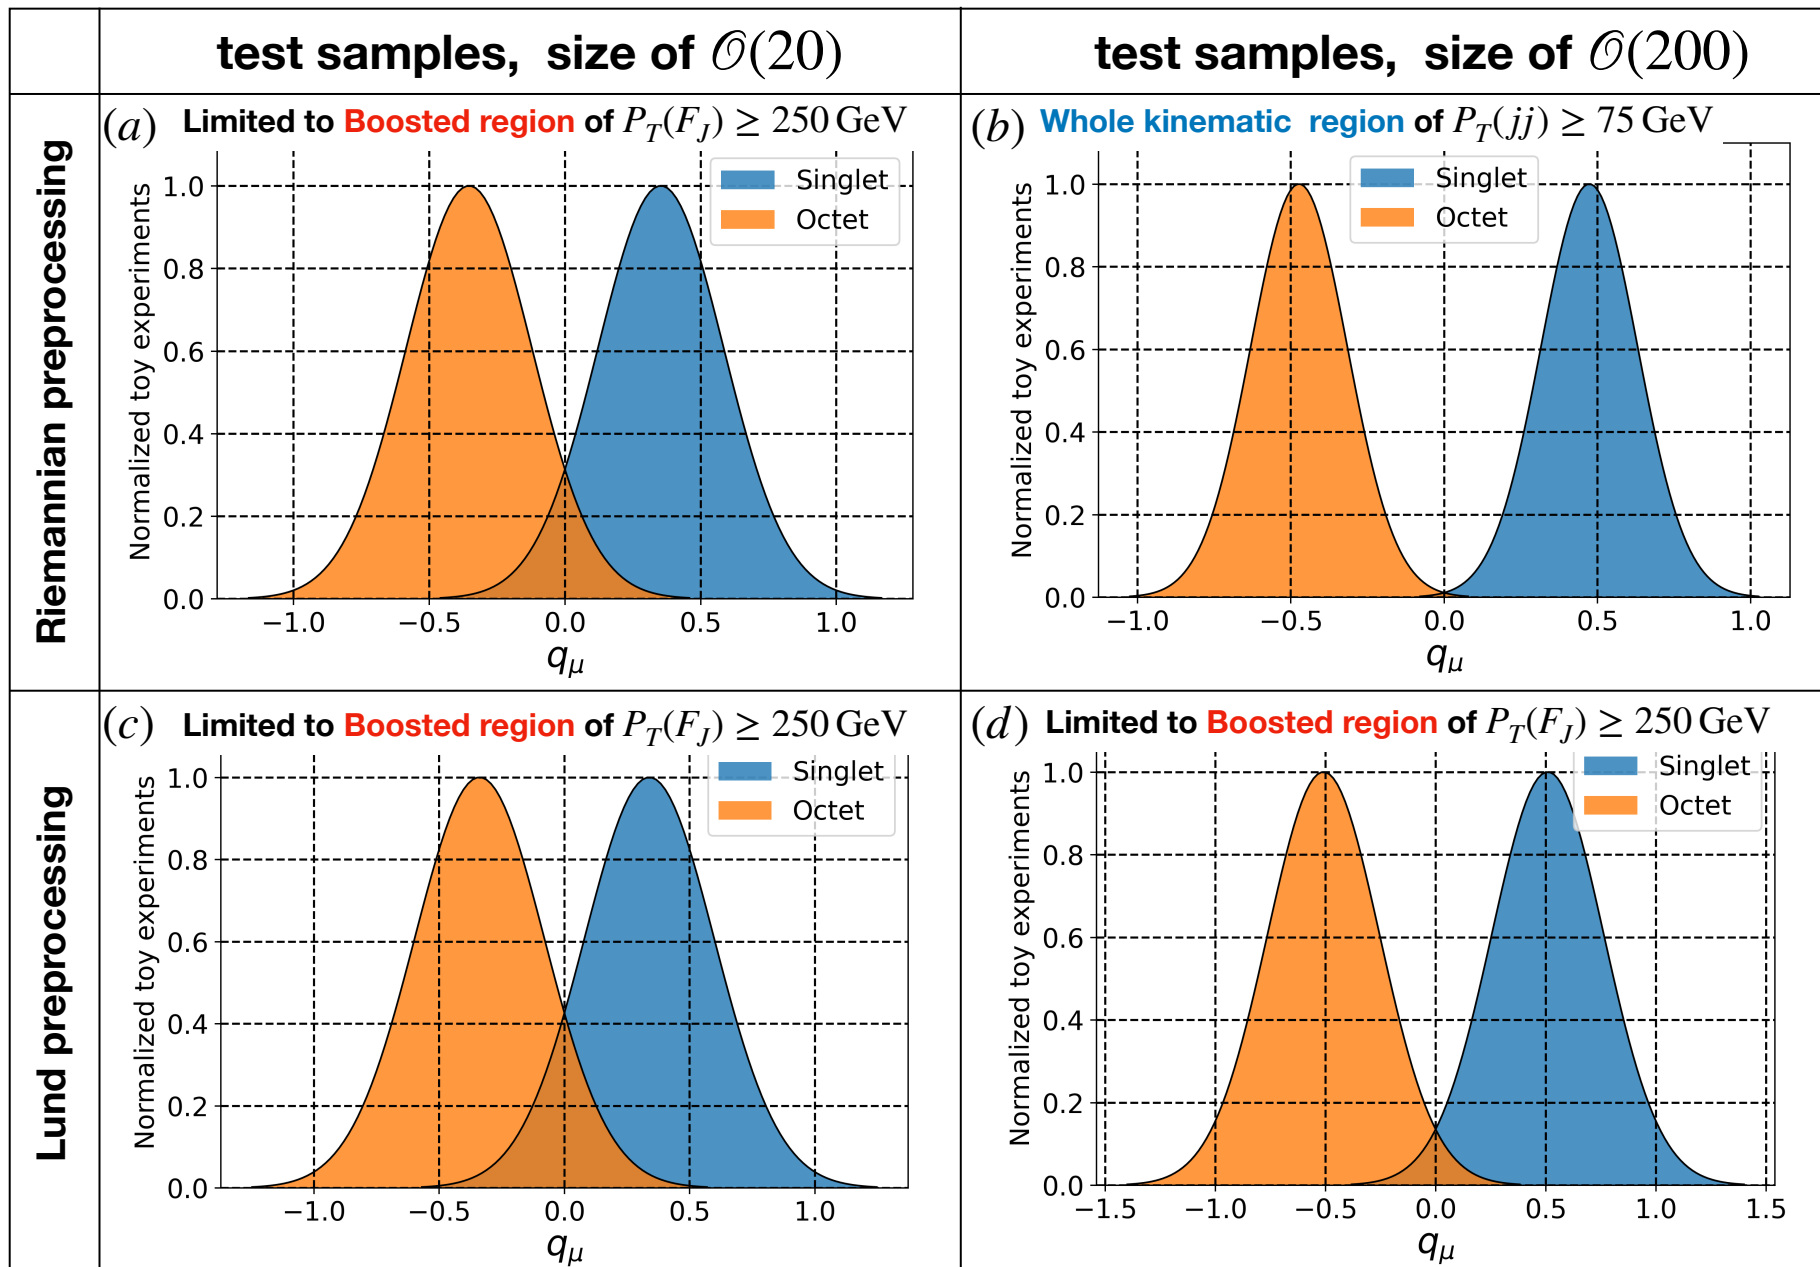 test samples, size of 𝒪(20)
test samples, size of 𝒪(200)
Riemannian preprocessing
(a) Limited to Boosted region of P_T(F_J) ≥ 250 GeV
Normalized toy experiments
1.0
0.8
0.6
0.4
0.2
0.0
Singlet
Octet
−1.0 −0.5 0.0 0.5 1.0
q_μ
(b) Whole kinematic region of P_T(jj) ≥ 75 GeV
Normalized toy experiments
1.0
0.8
0.6
0.4
0.2
0.0
Singlet
Octet
−1.0 −0.5 0.0 0.5 1.0
q_μ
Lund preprocessing
(c) Limited to Boosted region of P_T(F_J) ≥ 250 GeV
Normalized toy experiments
1.0
0.8
0.6
0.4
0.2
0.0
Singlet
Octet
−1.0 −0.5 0.0 0.5 1.0
q_μ
(d) Limited to Boosted region of P_T(F_J) ≥ 250 GeV
Normalized toy experiments
1.0
0.8
0.6
0.4
0.2
0.0
Singlet
Octet
−1.5 −1.0 −0.5 0.0 0.5 1.0 1.5
q_μ